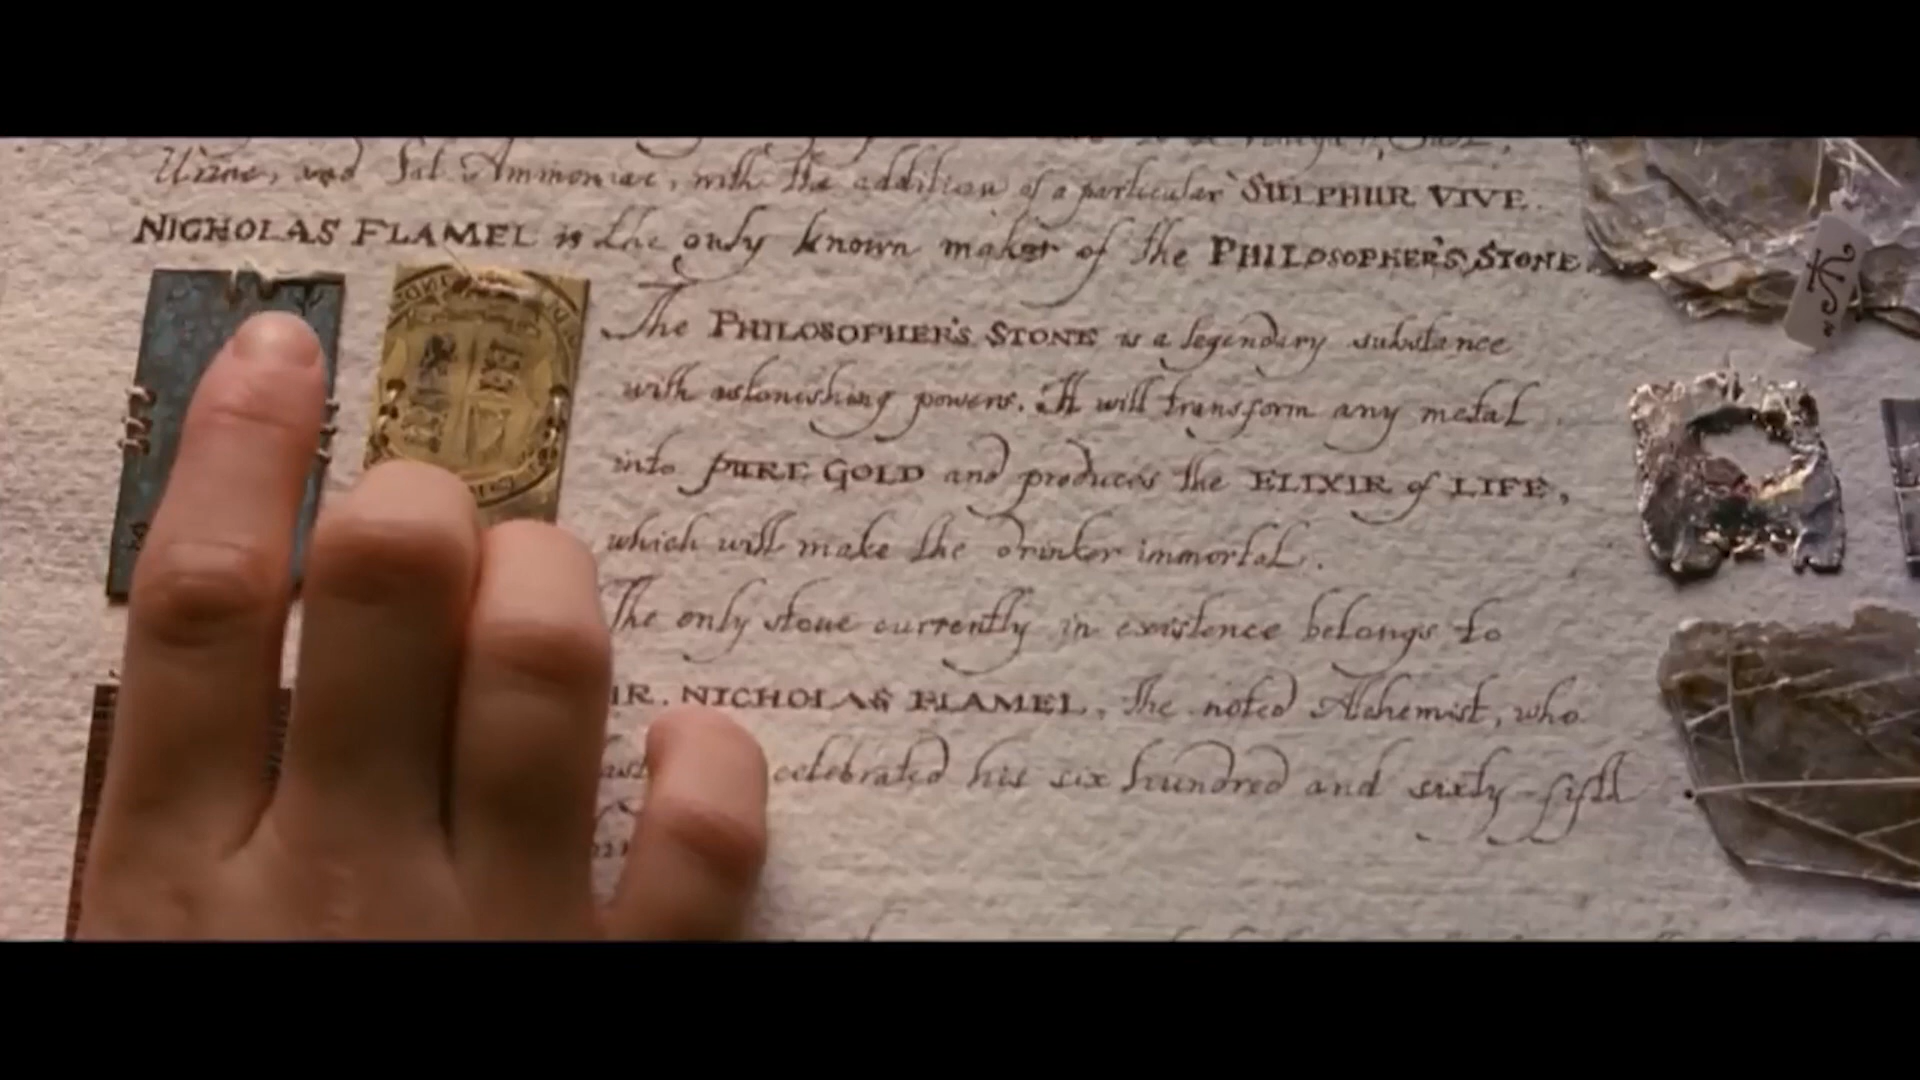 Urine, and Sal Ammoniac, with the addition of a particular SULPHUR VIVE.
NICHOLAS FLAMEL is the only known maker of the PHILOSOPHER'S STONE
The PHILOSOPHER'S STONE is a legendary substance
with astonishing powers. It will transform any metal
into PURE GOLD and produces the ELIXIR of LIFE,
which will make the drinker immortal.
The only stone currently in existence belongs to
MR. NICHOLAS FLAMEL, the noted Alchemist, who
celebrated his six hundred and sixty-fifth